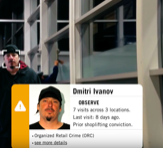 Dmitri Ivanov
OBSERVE
7 visits across 3 locations.
Last visit: 8 days ago.
Prior shoplifting conviction.
• Organized Retail Crime (ORC)
• see more details